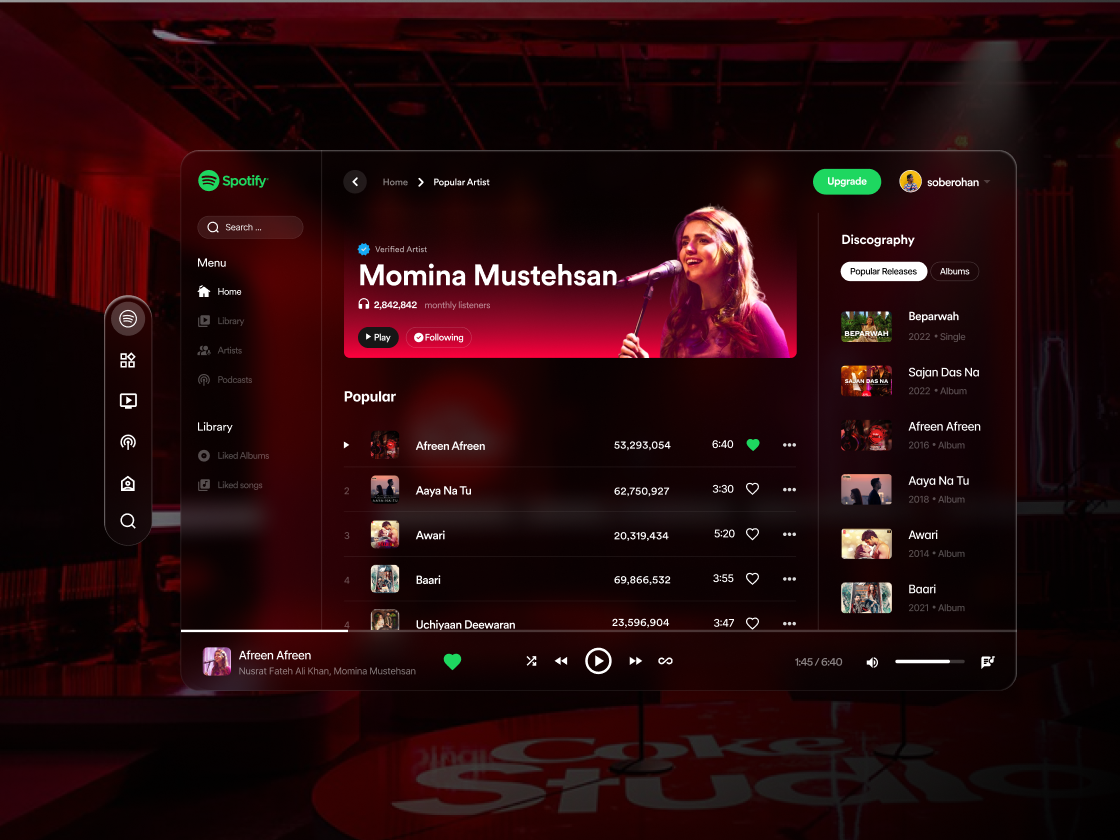 Spotify
Search ...
Menu
Home
Library
Artists
Podcasts
Library
Liked Albums
Liked songs
Home
Popular Artist
Upgrade
soberohan
Verified Artist
Momina Mustehsan
2,842,842 monthly listeners
Play
Following
Popular
Afreen Afreen 53,293,054 6:40
2 Aaya Na Tu 62,750,927 3:30
3 Awari 20,319,434 5:20
4 Baari 69,866,532 3:55
4 Uchiyaan Deewaran 23,596,904 3:47
Discography
Popular Releases
Albums
BEPARWAH
Beparwah
2022 • Single
SAJAN DAS NA
Sajan Das Na
2022 • Album
Afreen Afreen
2016 • Album
Aaya Na Tu
2018 • Album
Awari
2014 • Album
Baari
2021 • Album
Afreen Afreen
Nusrat Fateh Ali Khan, Momina Mustehsan
1:45 / 6:40
Coke
Studio